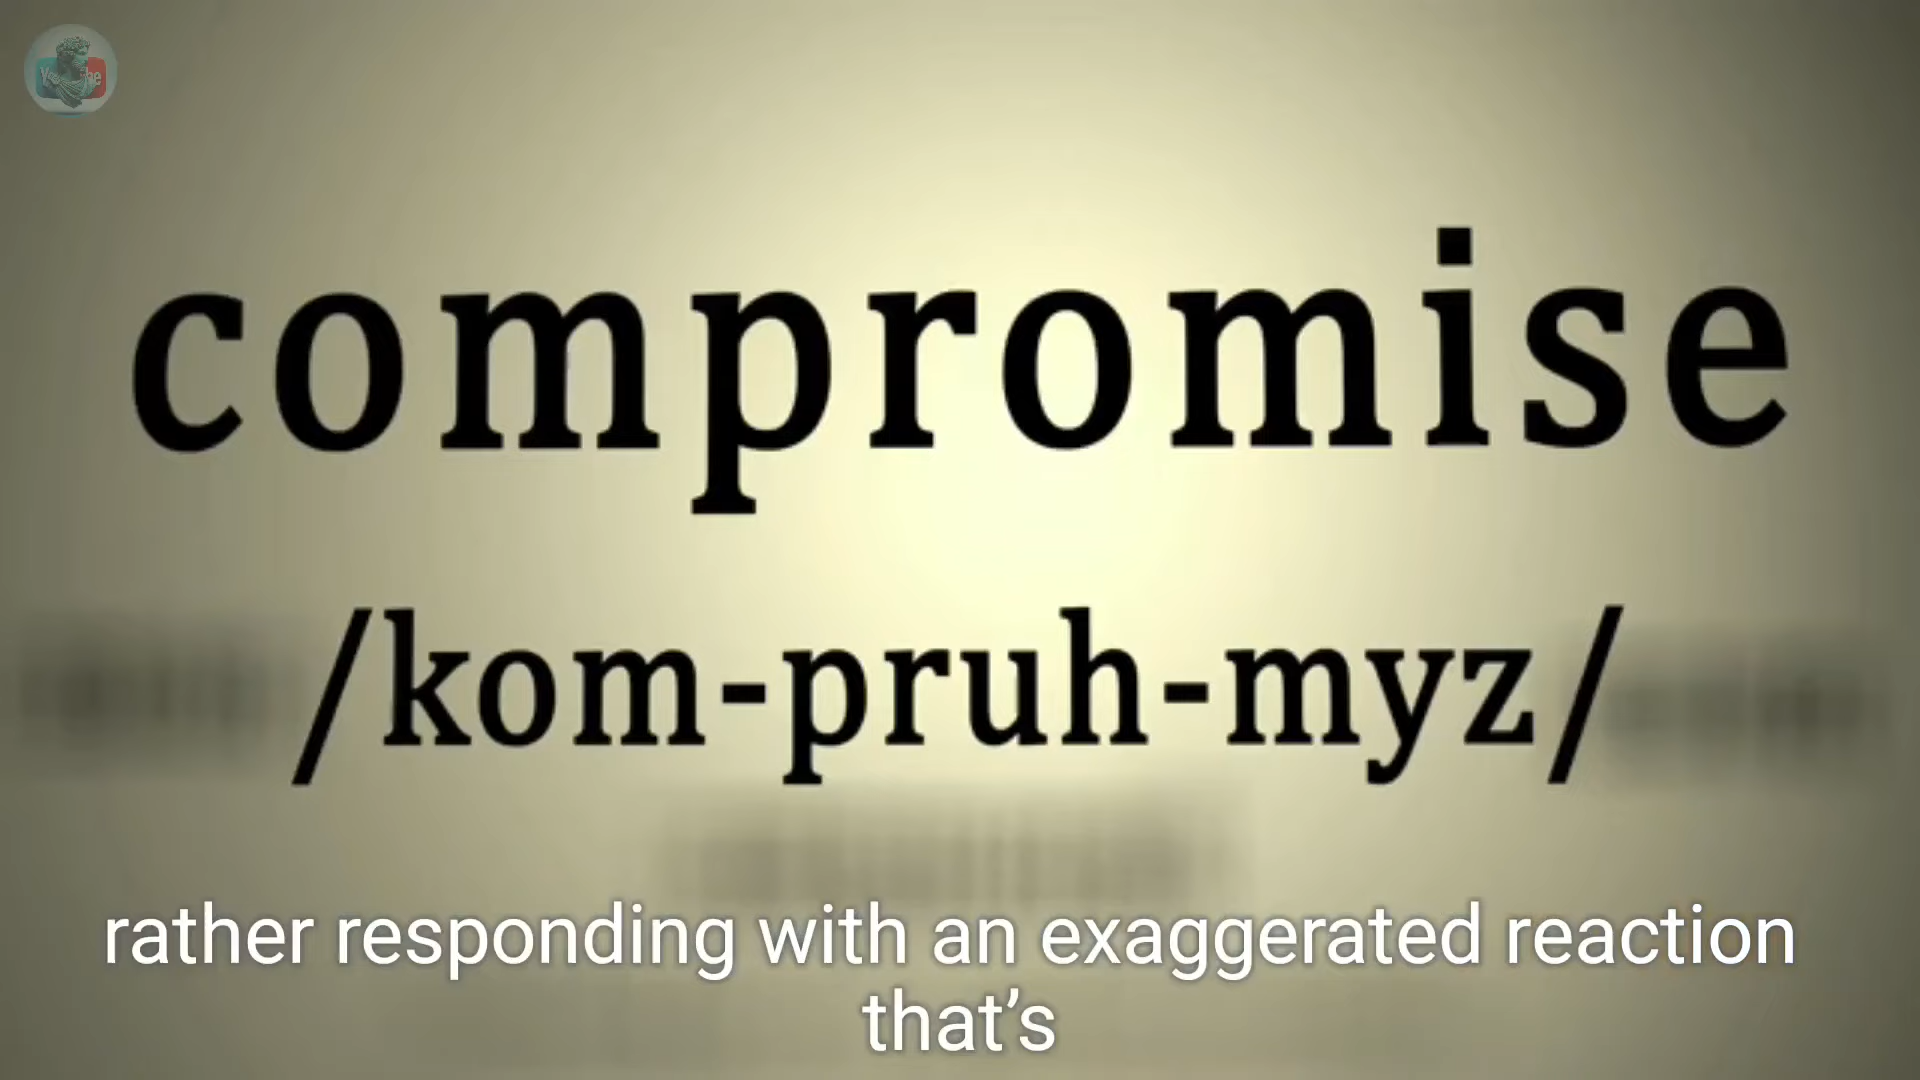 compromise
/kom-pruh-myz/
rather responding with an exaggerated reaction
that’s